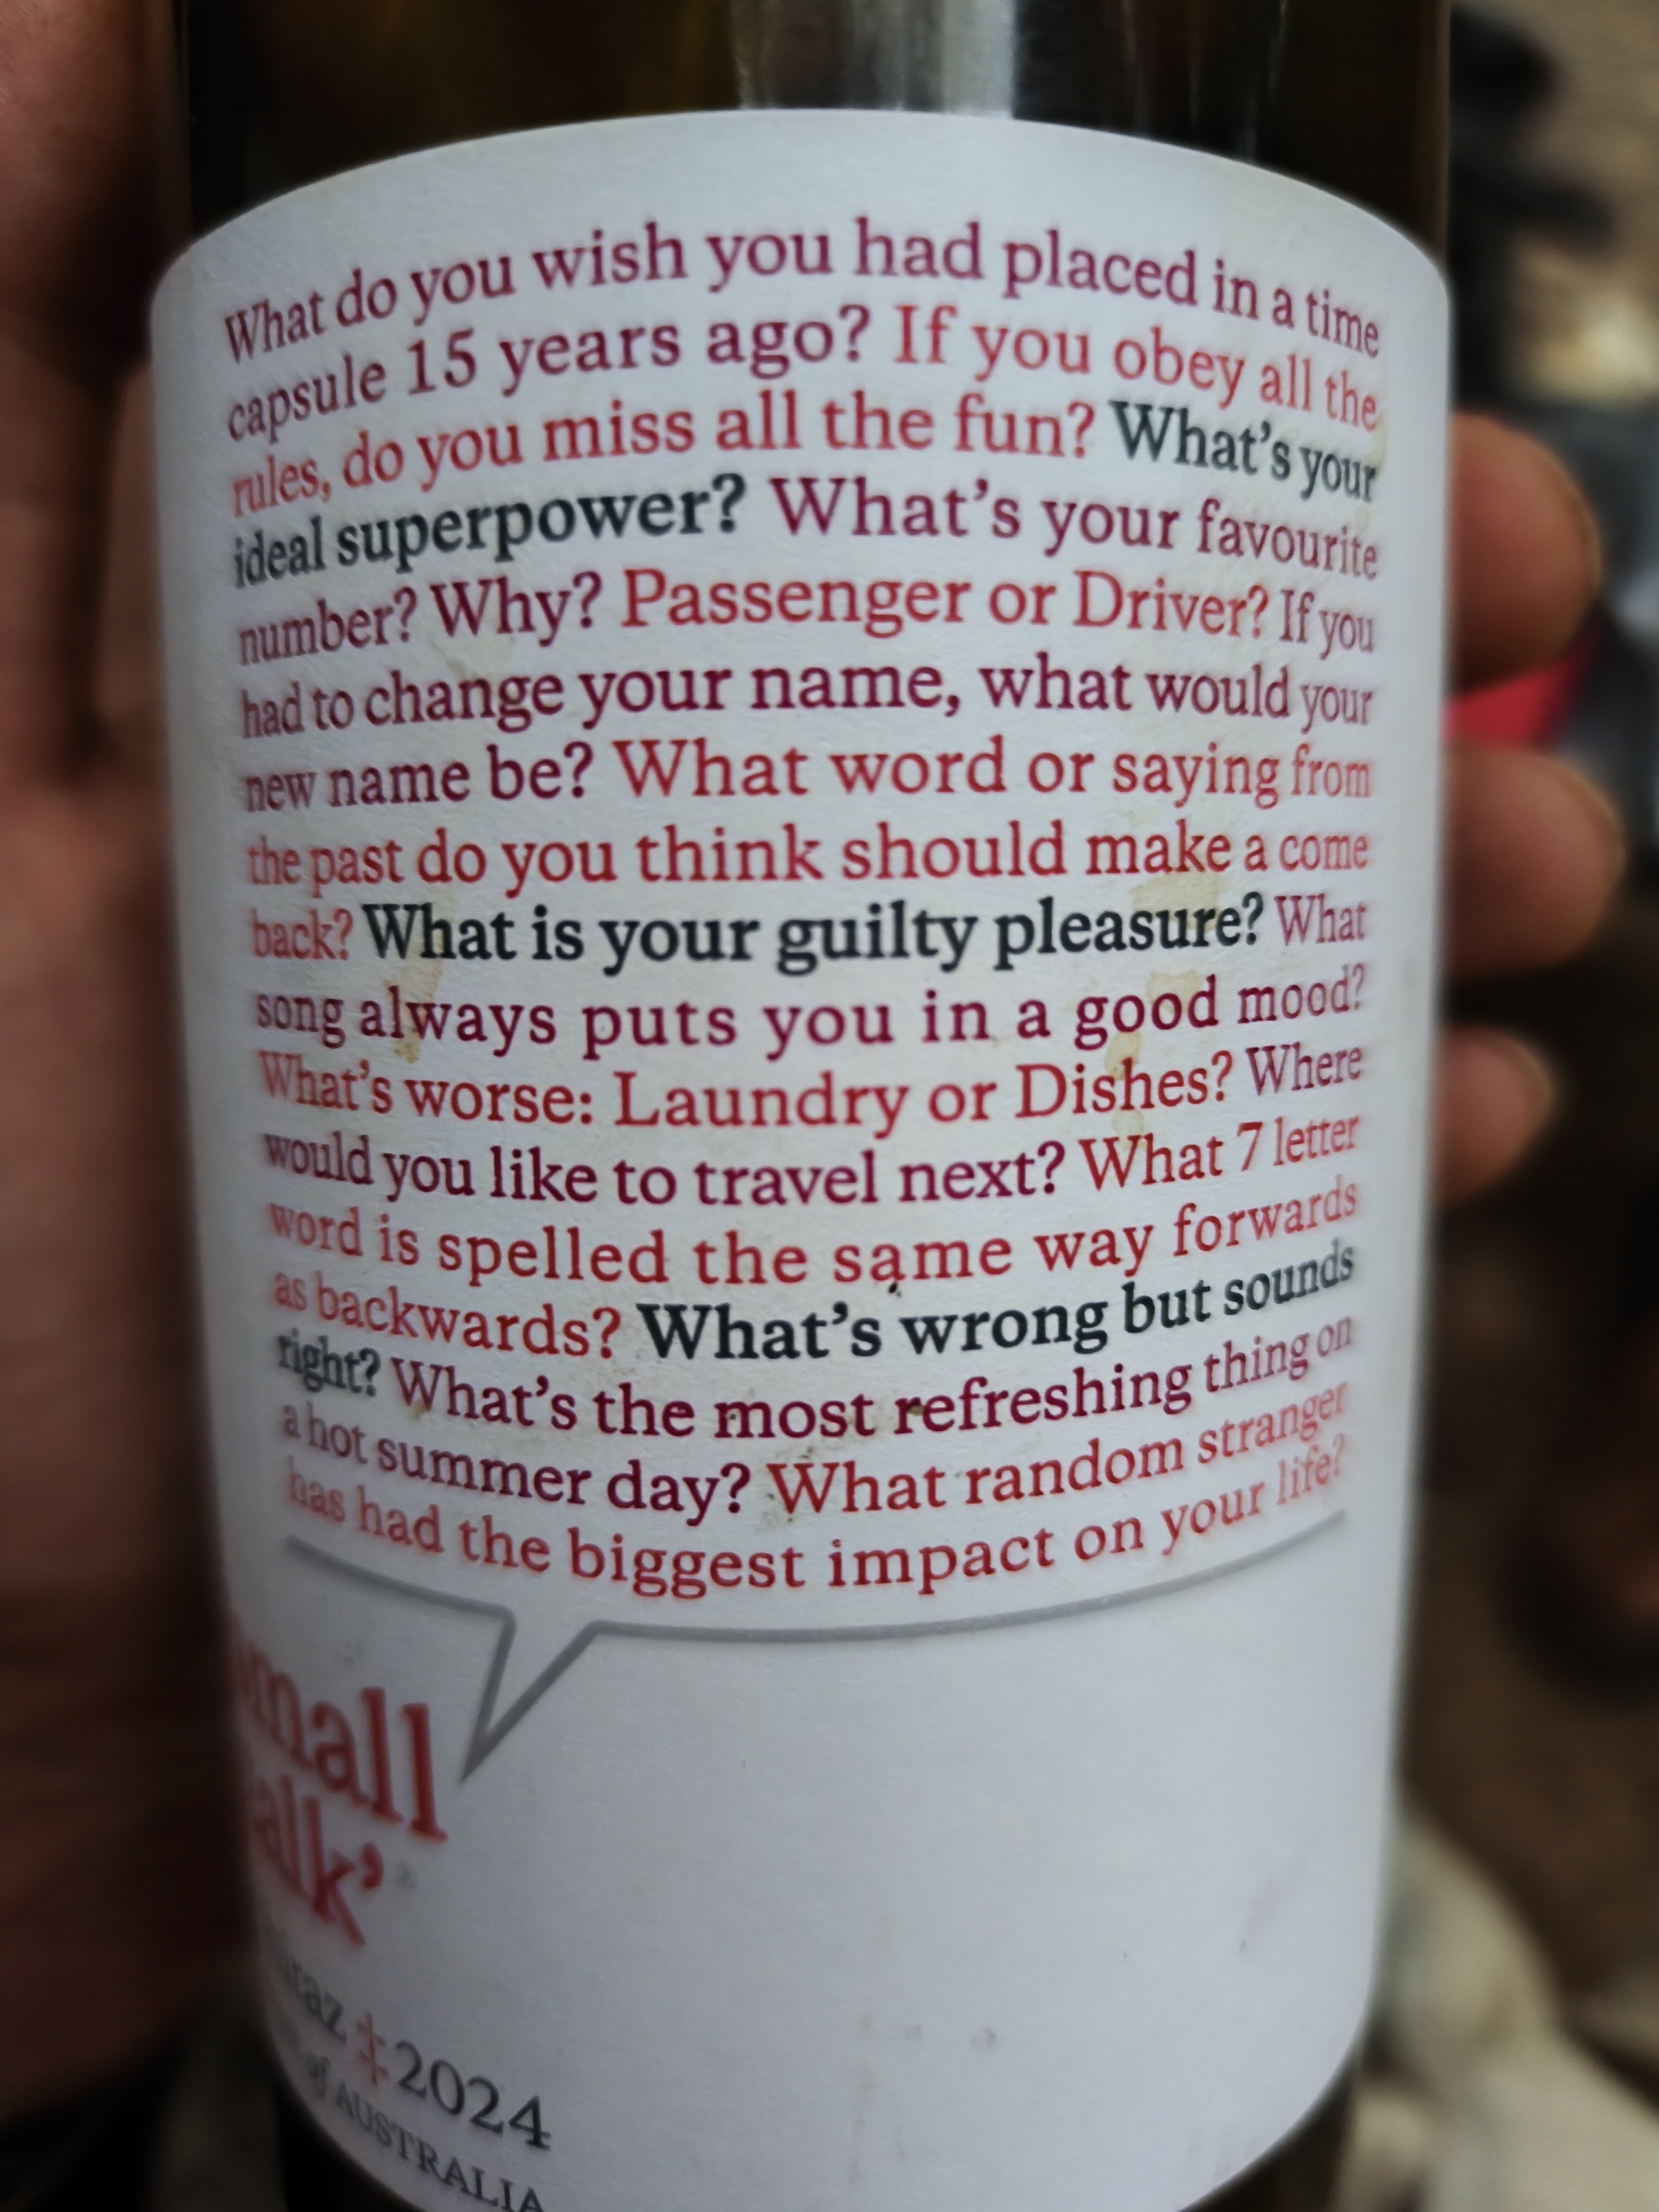 What do you wish you had placed in a time
capsule 15 years ago? If you obey all the
rules, do you miss all the fun? What's your
ideal superpower? What's your favourite
number? Why? Passenger or Driver? If you
had to change your name, what would your
new name be? What word or saying from
the past do you think should make a come
back? What is your guilty pleasure? What
song always puts you in a good mood?
What's worse: Laundry or Dishes? Where
would you like to travel next? What 7 letter
word is spelled the same way forwards
as backwards? What's wrong but sounds
right? What's the most refreshing thing on
a hot summer day? What random stranger
has had the biggest impact on your life?
mall
alk'
raz ‡ 2024
of AUSTRALIA